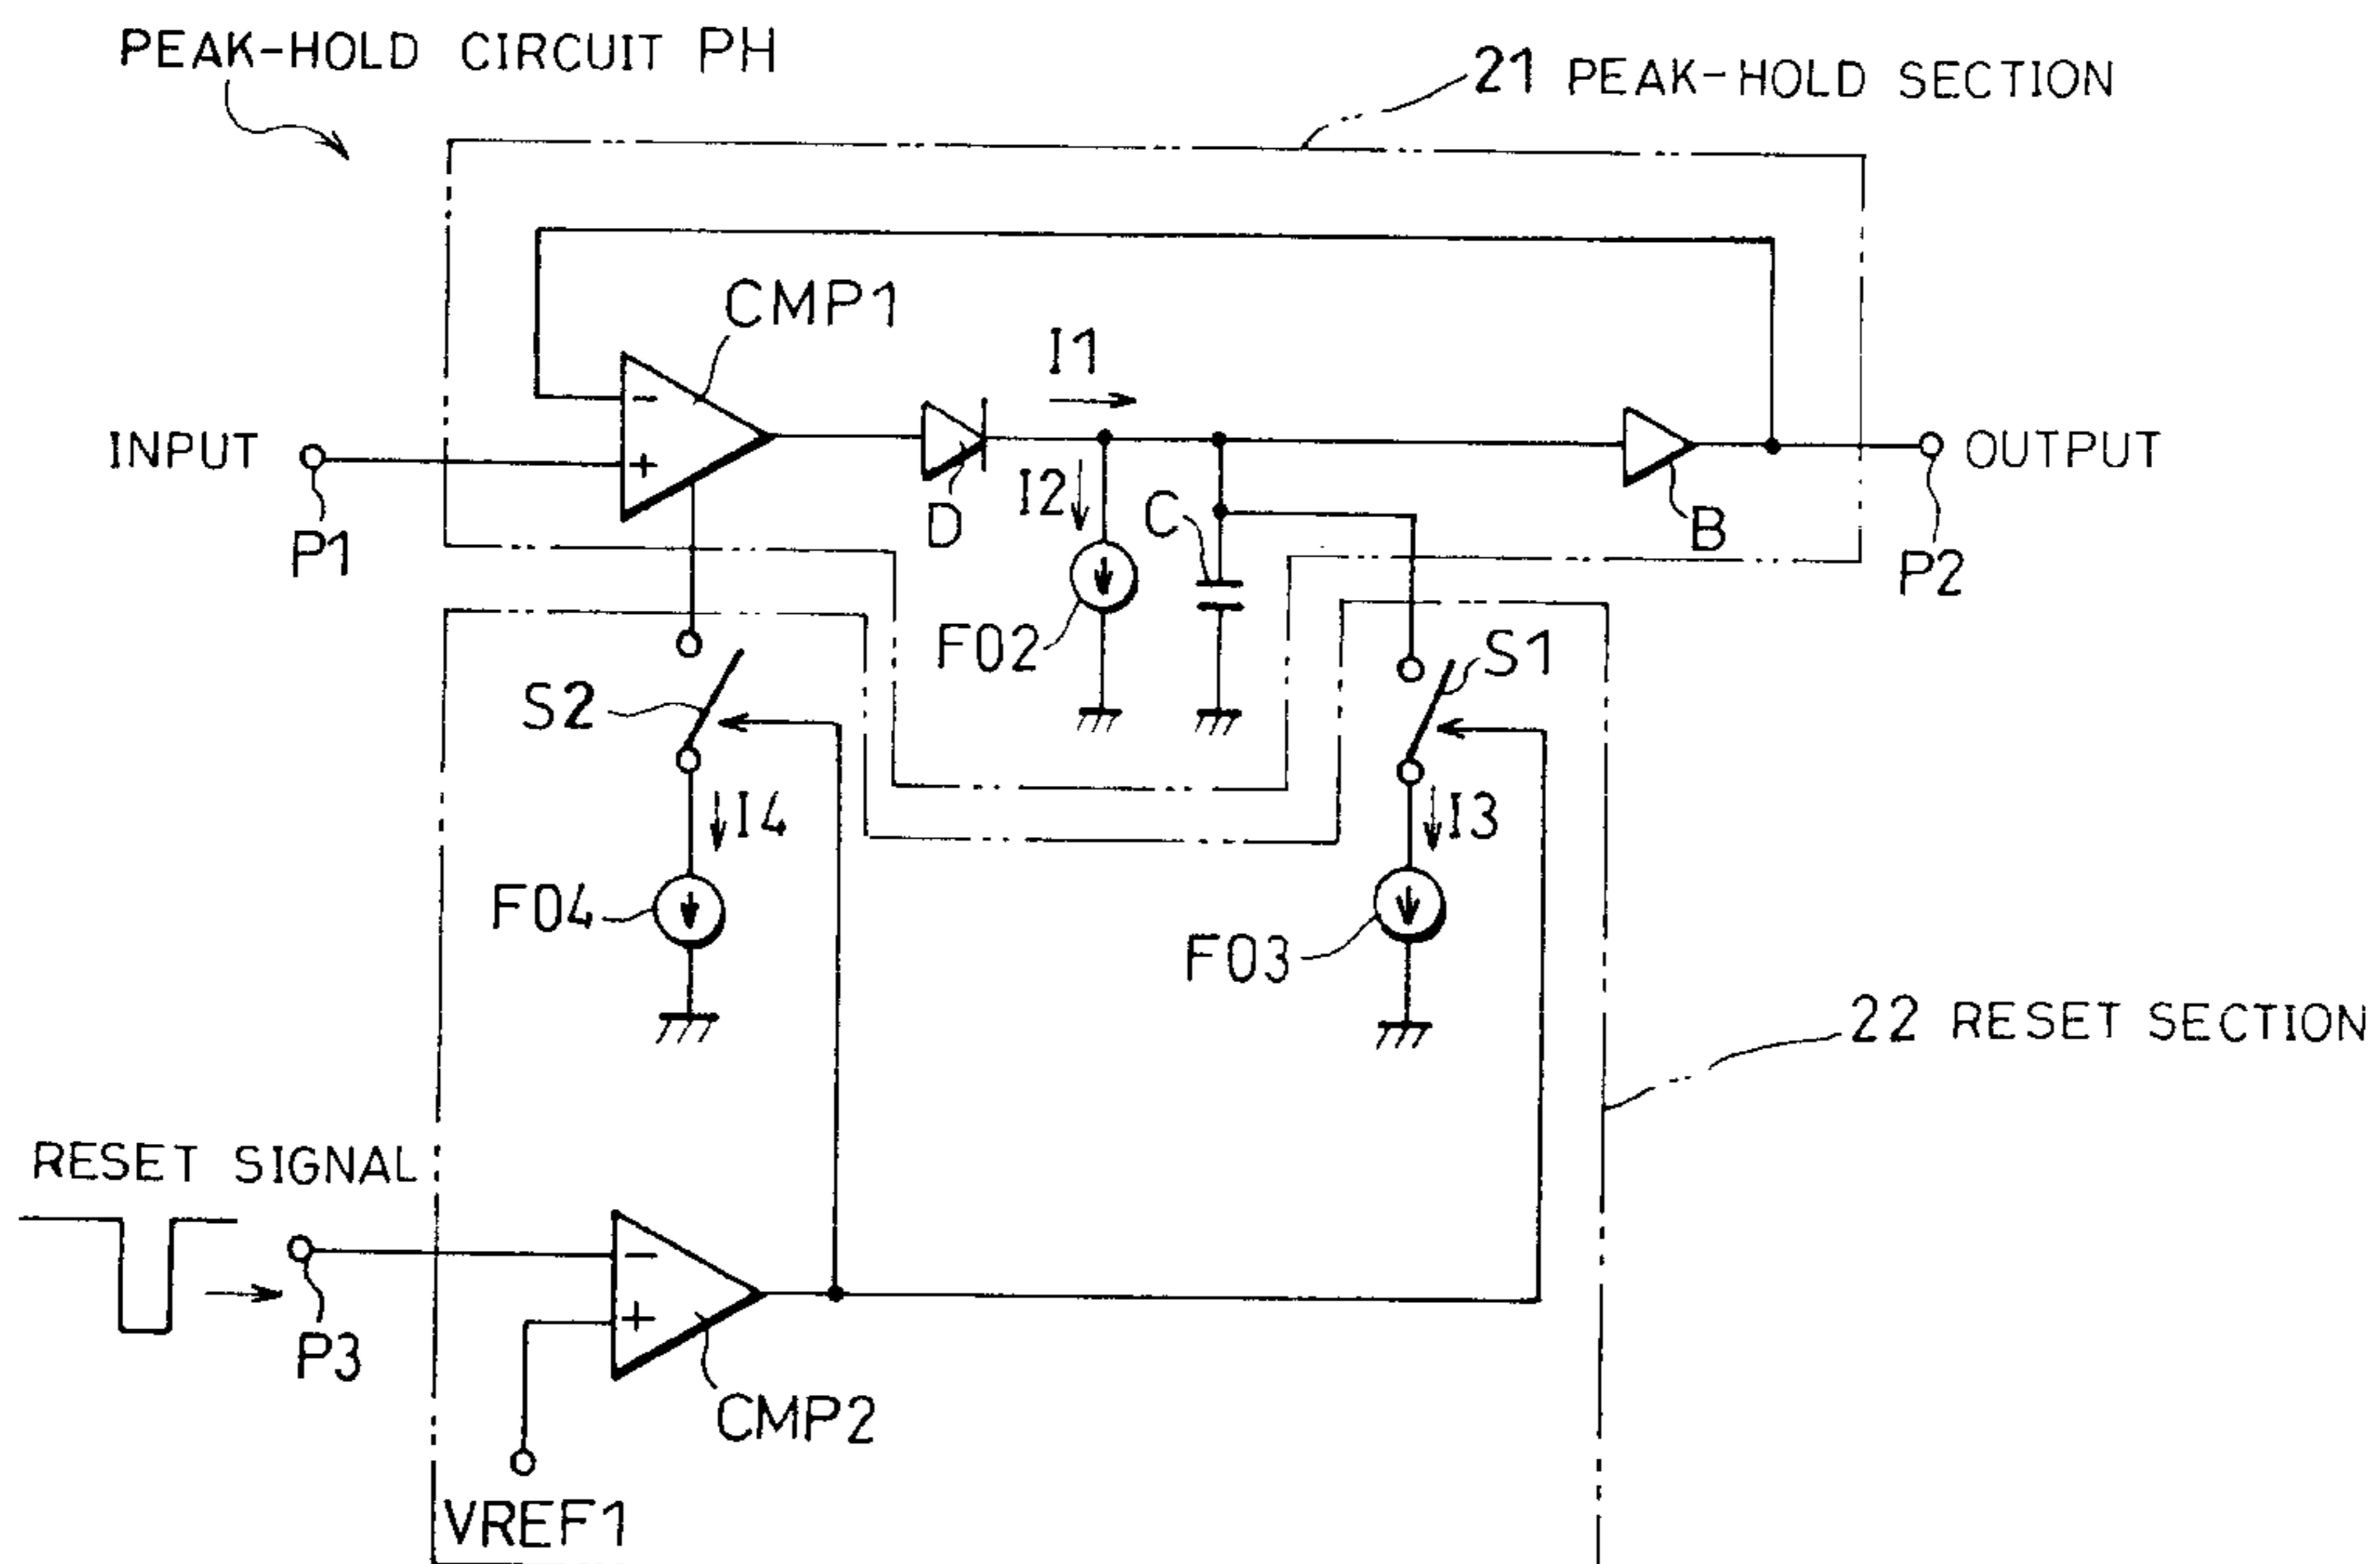 PEAK-HOLD CIRCUIT PH
21 PEAK-HOLD SECTION
CMP1
I1
INPUT
-
+
I2
C
D
B
OUTPUT
P1
P2
F02
S1
S2
I4
I3
F04
F03
22 RESET SECTION
RESET SIGNAL
-
+
P3
CMP2
VREF1